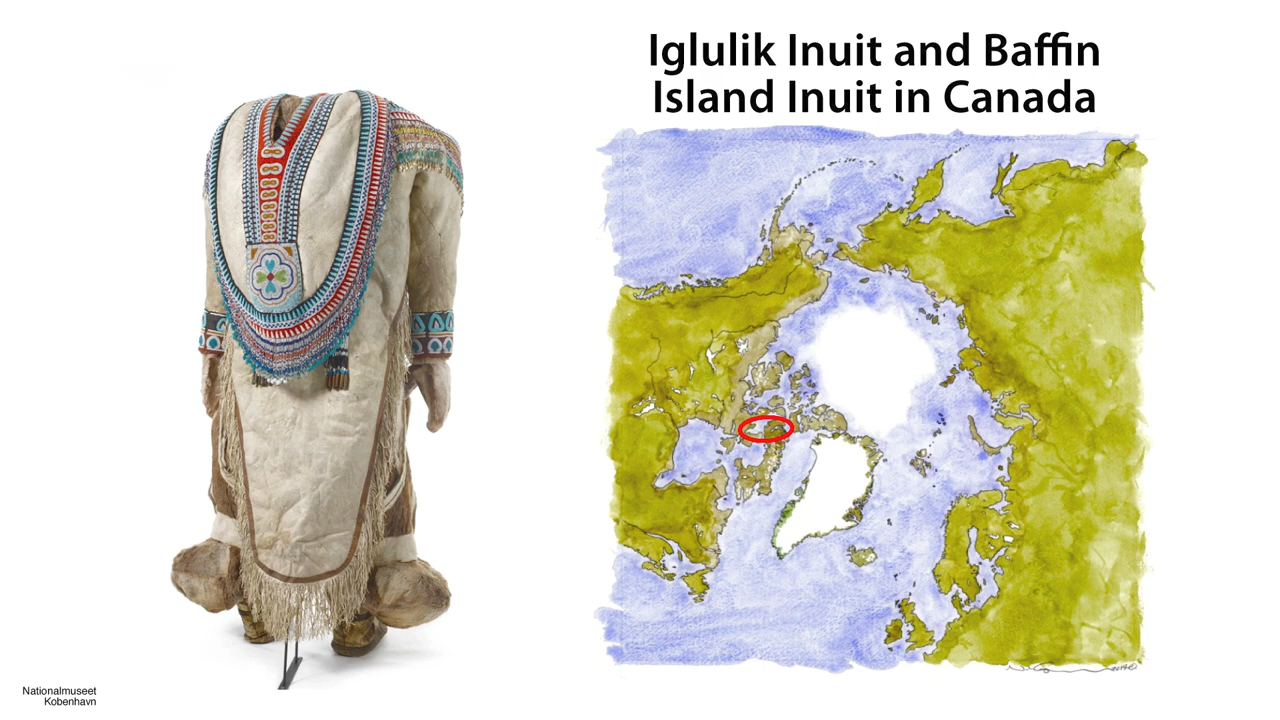 Iglulik Inuit and Baffin
Island Inuit in Canada
Nationalmuseet
Kobenhavn